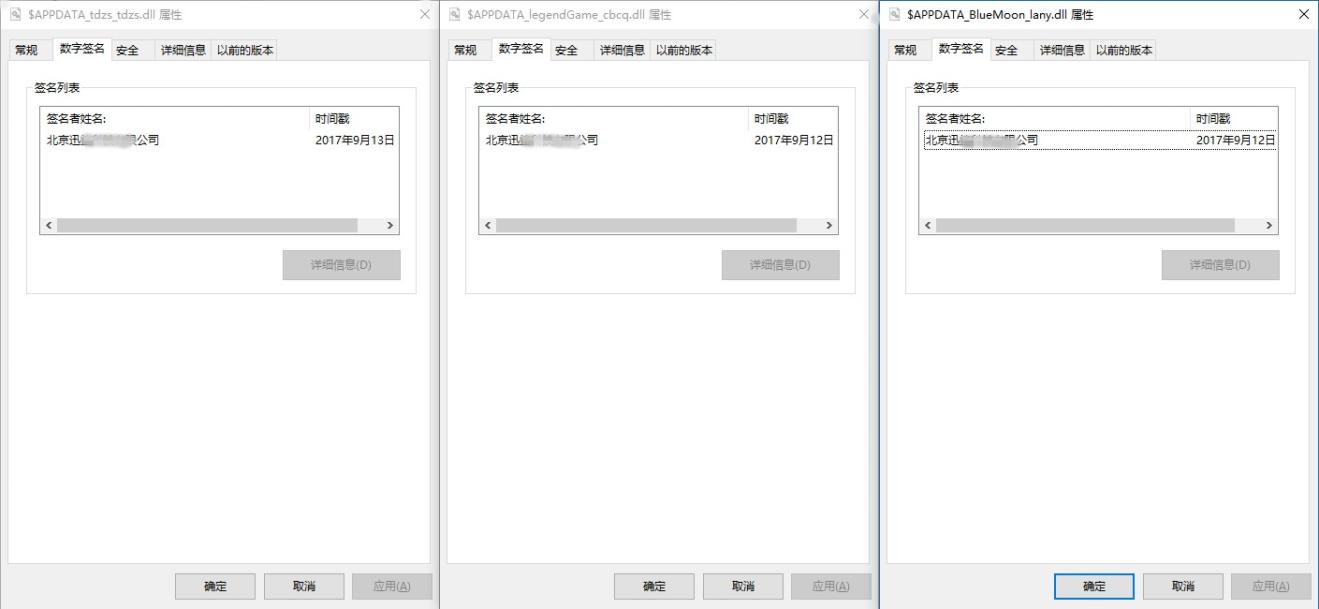 $APPDATA_tdzs_tdzs.dll 属性
常规 数字签名 安全 详细信息 以前的版本
签名列表
签名者姓名: 时间戳
北京迅 限公司 2017年9月13日
详细信息(D)
确定 取消 应用(A)
$APPDATA_legendGame_cbcq.dll 属性
常规 数字签名 安全 详细信息 以前的版本
签名列表
签名者姓名: 时间戳
北京迅 限公司 2017年9月12日
详细信息(D)
确定 取消 应用(A)
$APPDATA_BlueMoon_lany.dll 属性
常规 数字签名 安全 详细信息 以前的版本
签名列表
签名者姓名: 时间戳
北京迅 限公司 2017年9月12日
详细信息(D)
确定 取消 应用(A)